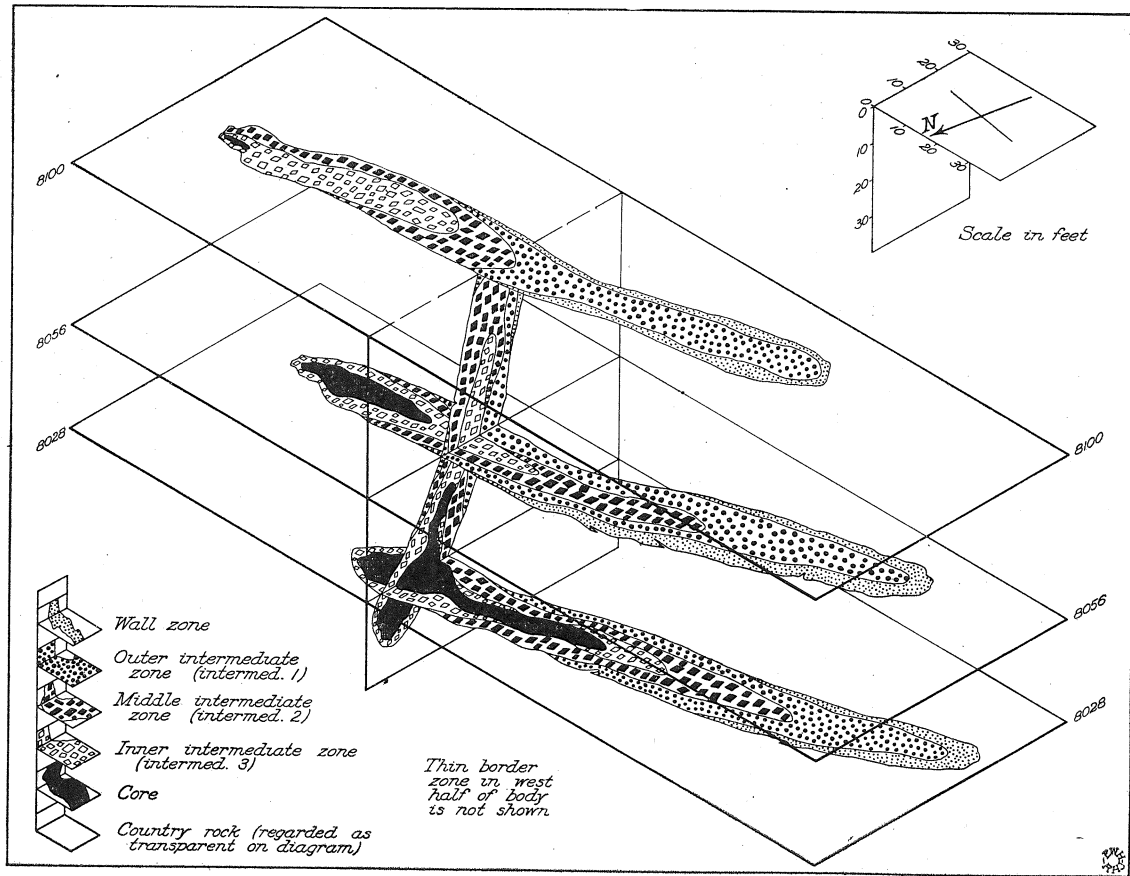 30
20
10
0
0
10
20
30
10
20
30
N
Scale in feet
8100
8056
8028
8100
8056
8028
Wall zone
Outer intermediate
zone (intermed. 1)
Middle intermediate
zone (intermed. 2)
Inner intermediate zone
(intermed. 3)
Core
Country rock (regarded as
transparent on diagram)
Thin border
zone in west
half of body
is not shown